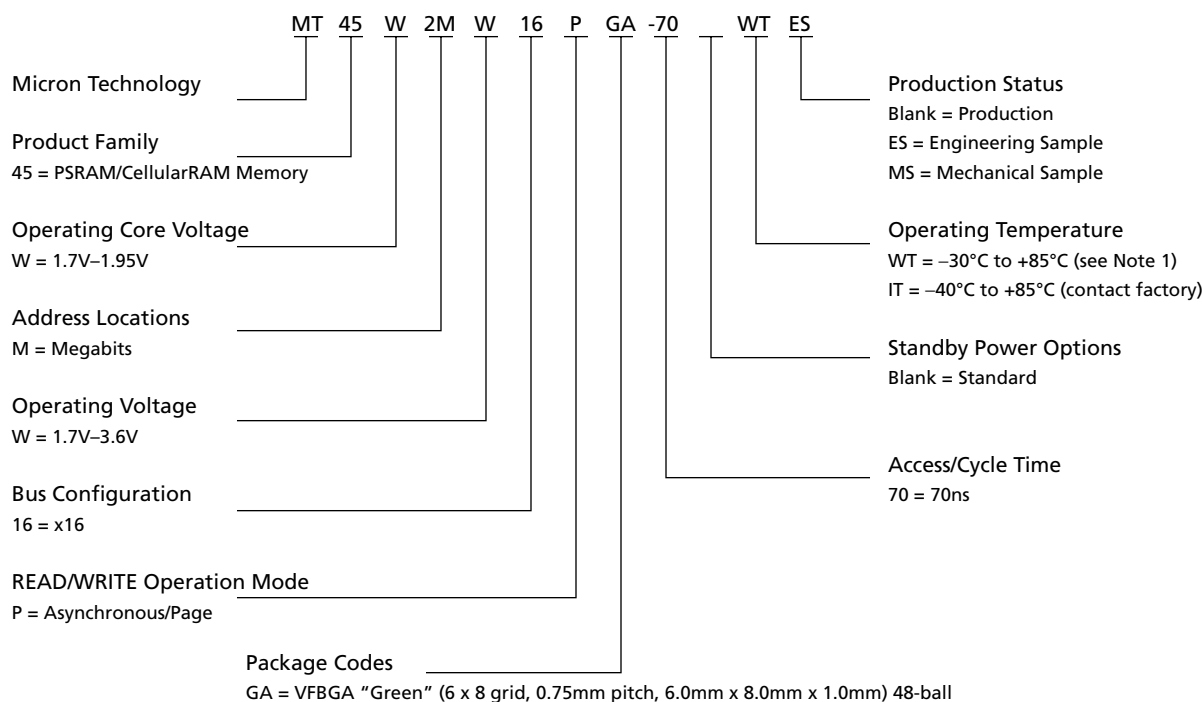 MT 45 W 2M W 16 P GA -70 WT ES
Micron Technology
Product Family
45 = PSRAM/CellularRAM Memory
Operating Core Voltage
W = 1.7V–1.95V
Address Locations
M = Megabits
Operating Voltage
W = 1.7V–3.6V
Bus Configuration
16 = x16
READ/WRITE Operation Mode
P = Asynchronous/Page
Package Codes
GA = VFBGA "Green" (6 x 8 grid, 0.75mm pitch, 6.0mm x 8.0mm x 1.0mm) 48-ball
Production Status
Blank = Production
ES = Engineering Sample
MS = Mechanical Sample
Operating Temperature
WT = –30°C to +85°C (see Note 1)
IT = –40°C to +85°C (contact factory)
Standby Power Options
Blank = Standard
Access/Cycle Time
70 = 70ns